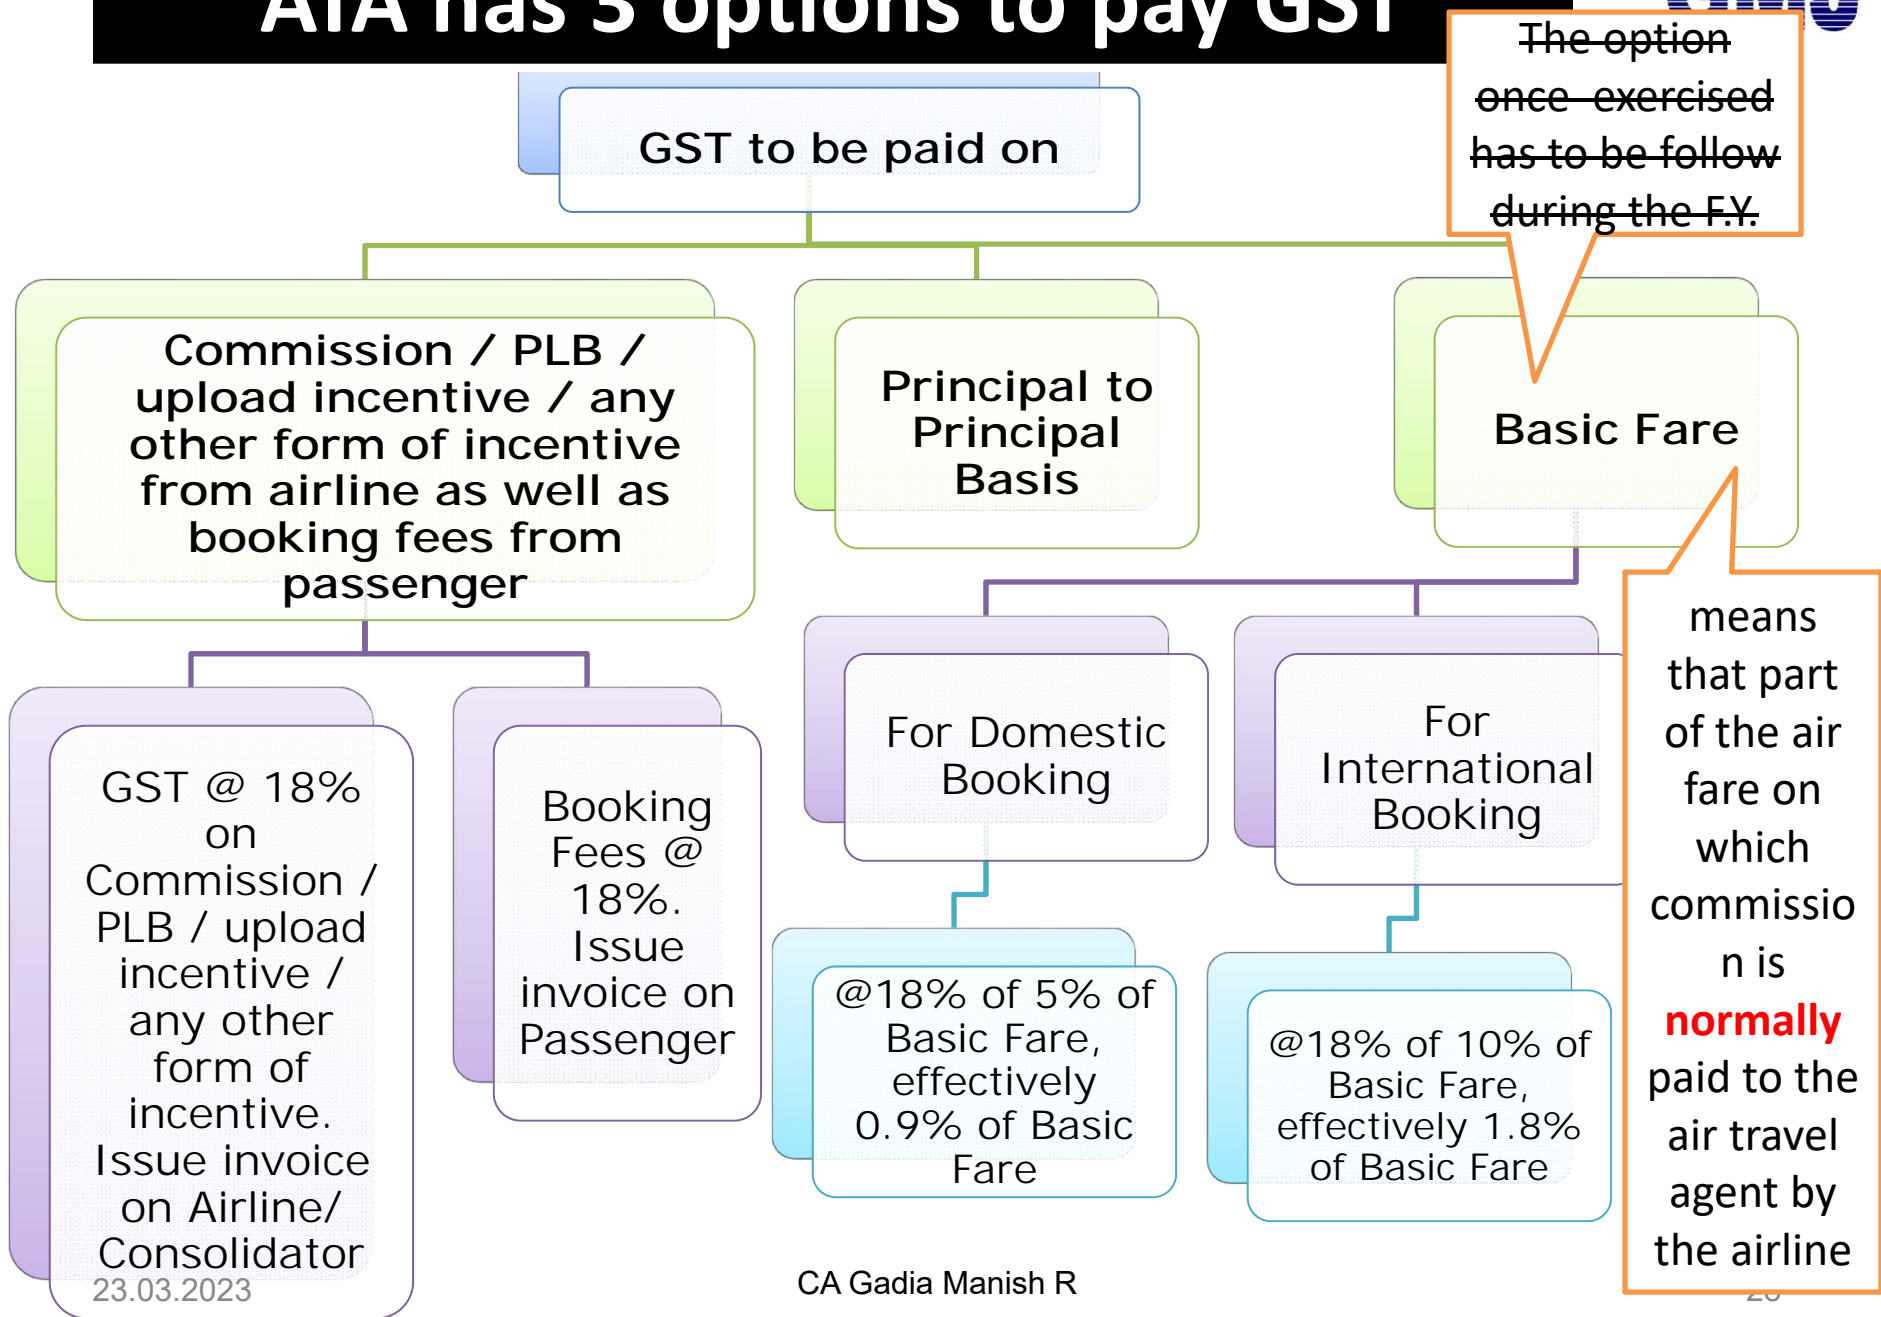 ATA has 3 options to pay GST
The option
once exercised
has to be follow
during the F.Y.
GST to be paid on
Commission / PLB /
upload incentive / any
other form of incentive
from airline as well as
booking fees from
passenger
Principal to
Principal
Basis
Basic Fare
means
that part
of the air
fare on
which
commissio
n is
normally
paid to the
air travel
agent by
the airline
GST @ 18%
on
Commission /
PLB / upload
incentive /
any other
form of
incentive.
Issue invoice
on Airline/
Consolidator
Booking
Fees @
18%.
Issue
invoice on
Passenger
For Domestic
Booking
For
International
Booking
@18% of 5% of
Basic Fare,
effectively
0.9% of Basic
Fare
@18% of 10% of
Basic Fare,
effectively 1.8%
of Basic Fare
23.03.2023
CA Gadia Manish R